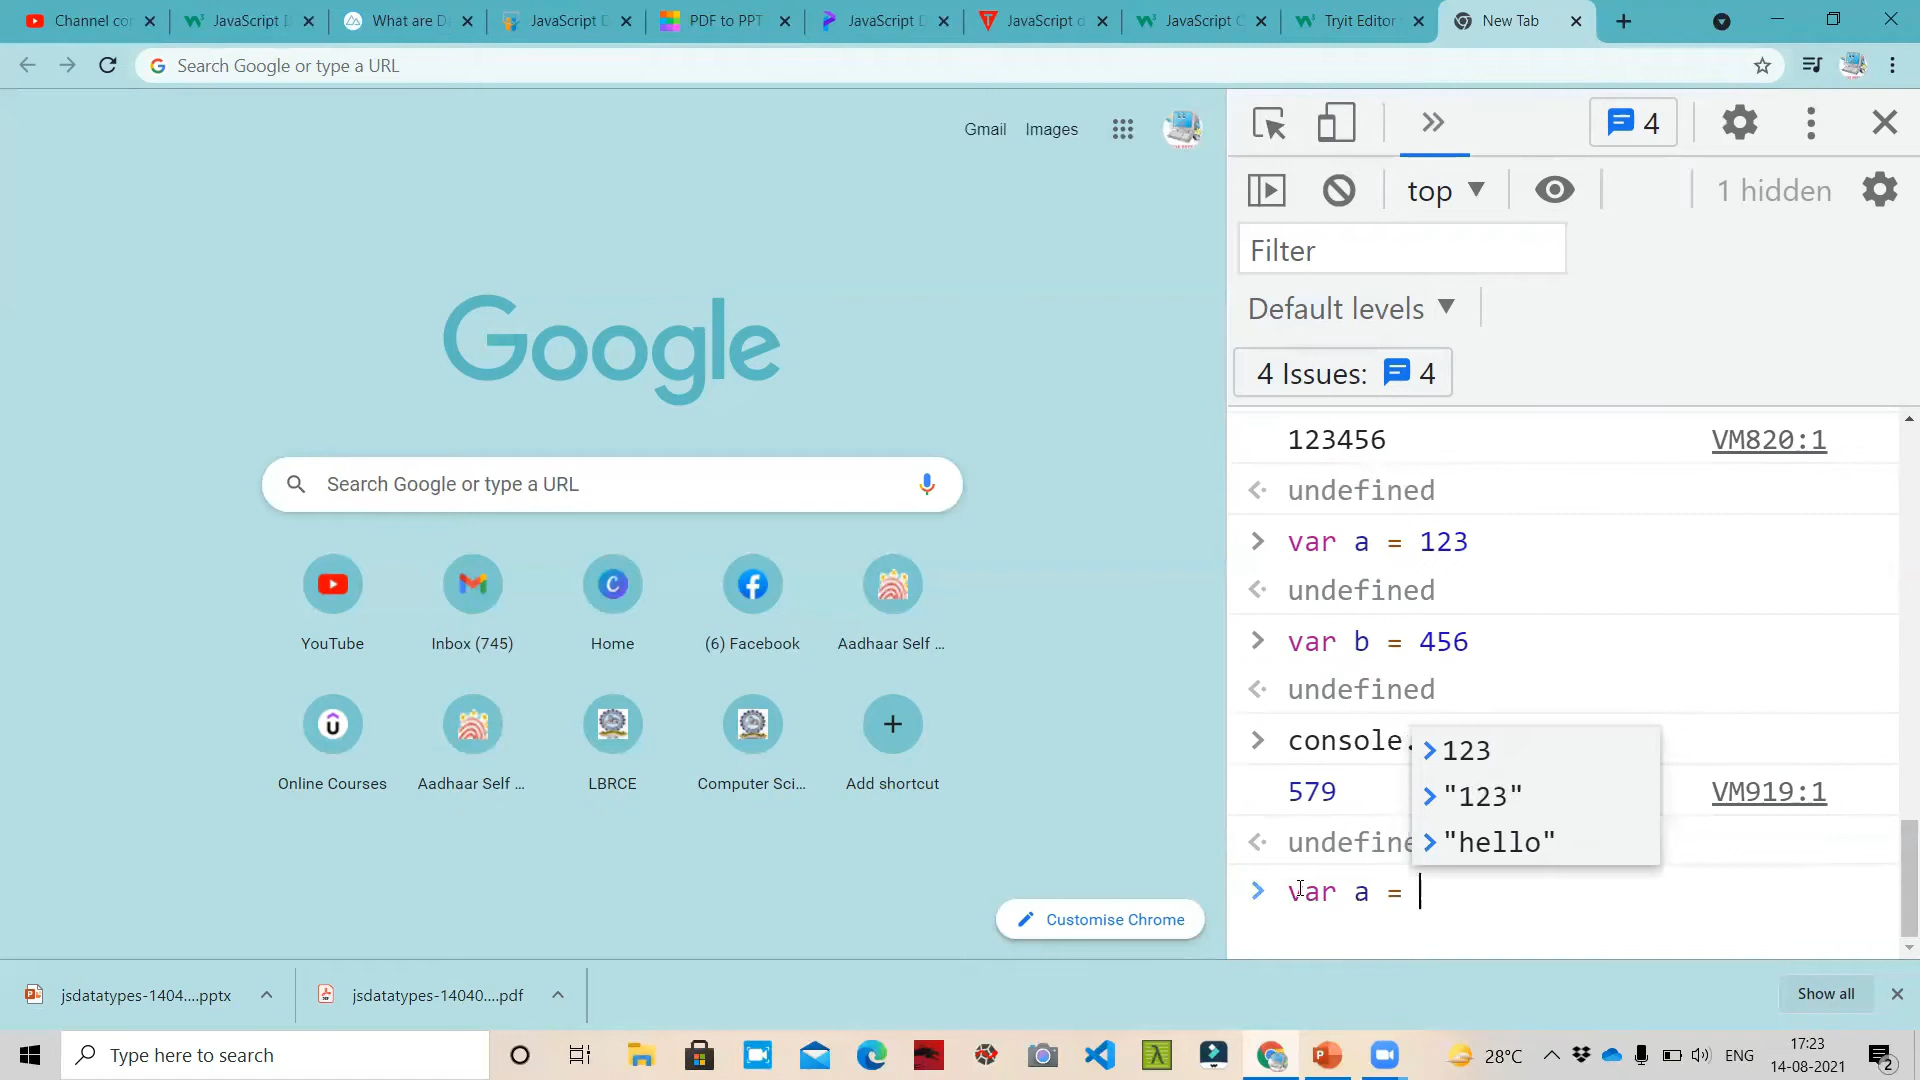 Channel co
JavaScript D
What are D
JavaScript D
PDF to PPT
JavaScript D
JavaScript d
JavaScript C
Tryit Editor
New Tab
Search Google or type a URL
Gmail Images
4
top
1 hidden
Filter
Default levels
4 Issues: 4
Google
Search Google or type a URL
YouTube
Inbox (745)
Home
(6) Facebook
Aadhaar Self ...
Online Courses
Aadhaar Self ...
LBRCE
Computer Sci...
Add shortcut
Customise Chrome
123456 VM820:1
undefined
var a = 123
undefined
var b = 456
undefined
console.
579 VM919:1
undefine
123
"123"
"hello"
var a =
jsdatatypes-1404....pptx
jsdatatypes-14040....pdf
Show all
Type here to search
28°C
ENG
17:23
14-08-2021
2